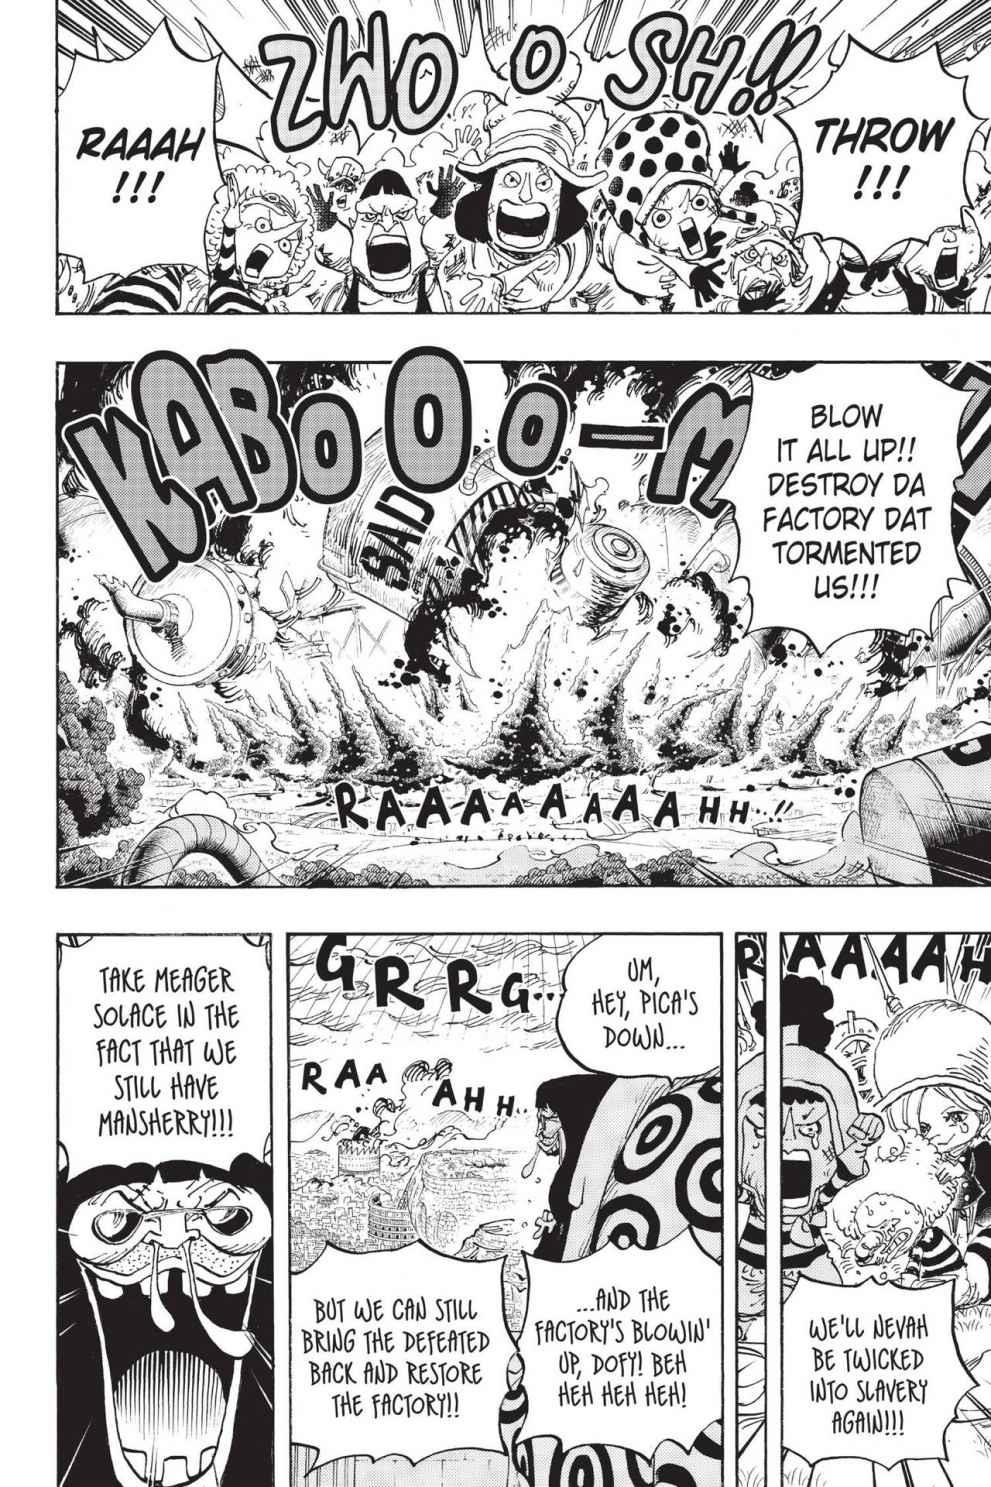 THROW
!!!
ZWOOSH!!
RAAAH
!!!
BLOW
IT ALL UP!!
DESTROY DA
FACTORY DAT
TORMENTED
US!!!
KABOOO—M
SAD
RAAAAAAAAHH...!!
RAAAAH
WE'LL NEVAH
BE TWICKED
INTO SLAVERY
AGAIN!!!
UM,
HEY, PICA'S
DOWN...
GRRG...
RAA
AHH..
...AND THE
FACTORY'S BLOWIN'
UP, DOFY! BEH
HEH HEH HEH!
BUT WE CAN STILL
BRING THE DEFEATED
BACK AND RESTORE
THE FACTORY!!
TAKE MEAGER
SOLACE IN THE
FACT THAT WE
STILL HAVE
MANSHERRY!!!